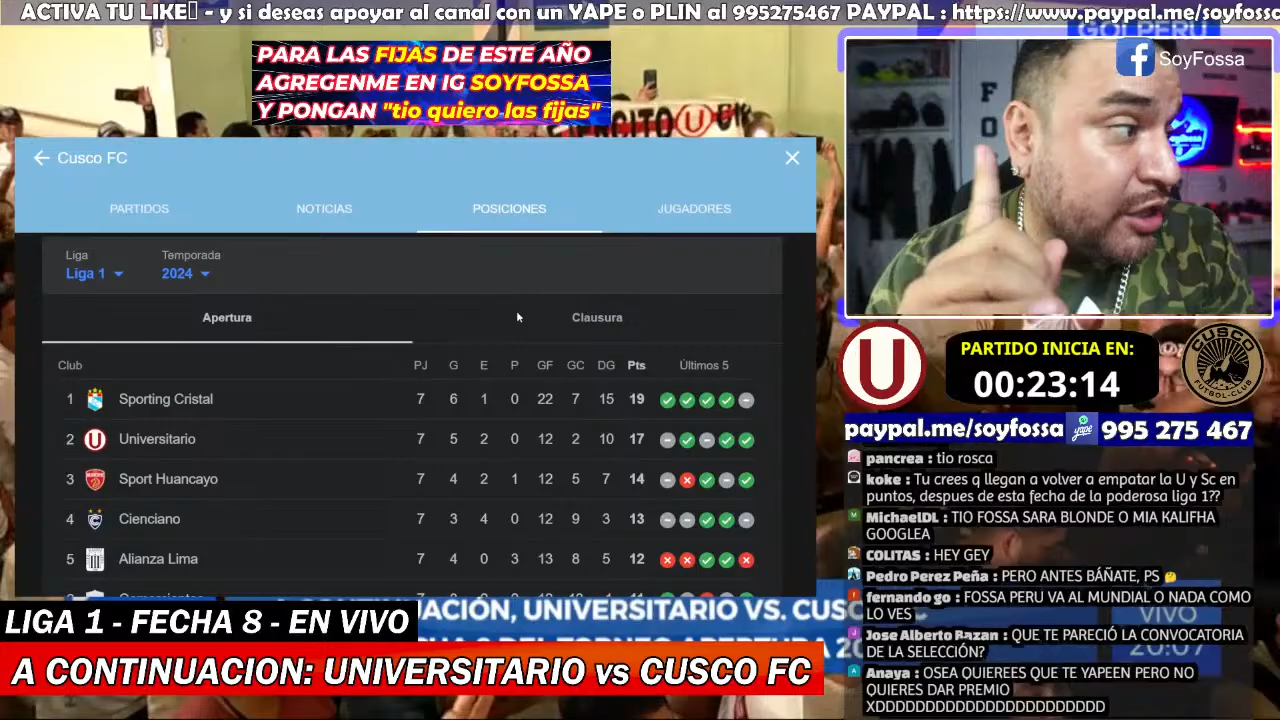 ACTIVA TU LIKE - y si deseas apoyar al canal con un YAPE o PLIN al 995275467 PAYPAL : https://www.paypal.me/soyfossa
GOLPERU
PARA LAS FIJAS DE ESTE AÑO
AGREGENME EN IG SOYFOSSA
Y PONGAN "tio quiero las fijas"
SoyFossa
Cusco FC
PARTIDOS NOTICIAS POSICIONES JUGADORES
Liga Temporada
Liga 1 2024
Apertura Clausura
Club PJ G E P GF GC DG Pts Últimos 5
1 Sporting Cristal 7 6 1 0 22 7 15 19
2 Universitario 7 5 2 0 12 2 10 17
3 Sport Huancayo 7 4 2 1 12 5 7 14
4 Cienciano 7 3 4 0 12 9 3 13
5 Alianza Lima 7 4 0 3 13 8 5 12
U
PARTIDO INICIA EN:
00:23:14
CUSCO
FUTBOL-CLUB
paypal.me/soyfossa yape 995 275 467
pancrea : tio rosca
koke : Tu crees q llegan a volver a empatar la U y Sc en
puntos, despues de esta fecha de la poderosa liga 1??
MichaelDL : TIO FOSSA SARA BLONDE O MIA KALIFHA
GOOGLEA
COLITAS : HEY GEY
Pedro Perez Peña : PERO ANTES BÁÑATE, PS 🤔
fernando go : FOSSA PERU VA AL MUNDIAL O NADA COMO
LO VES
Jose Alberto Bazan : QUE TE PARECIÓ LA CONVOCATORIA
DE LA SELECCIÓN?
Anaya : OSEA QUIEREES QUE TE YAPEEN PERO NO
QUIERES DAR PREMIO
XDDDDDDDDDDDDDDDDDDDDDDD
UNIVERSITARIO VS.
VIVO
20:07
LIGA 1 - FECHA 8 - EN VIVO
A CONTINUACION: UNIVERSITARIO vs CUSCO FC